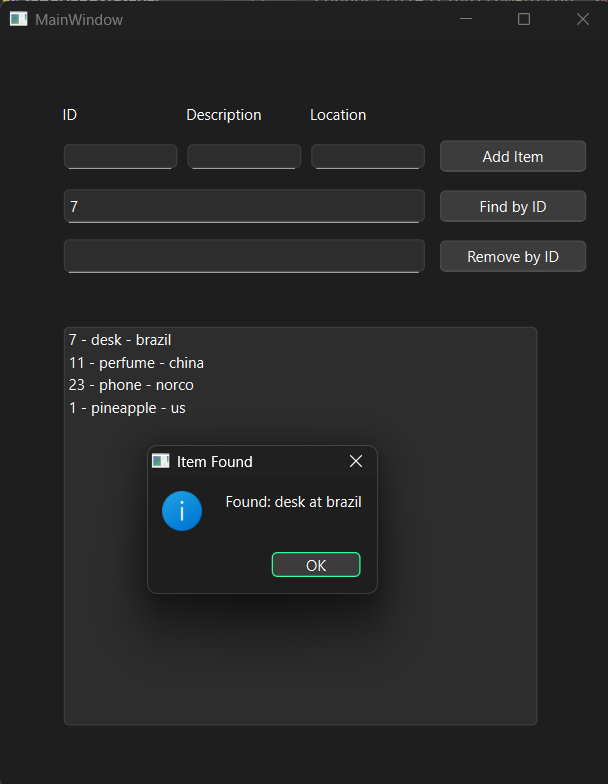 MainWindow
ID Description Location
Add Item
7 Find by ID
Remove by ID
7 - desk - brazil
11 - perfume - china
23 - phone - norco
1 - pineapple - us
Item Found
Found: desk at brazil
OK